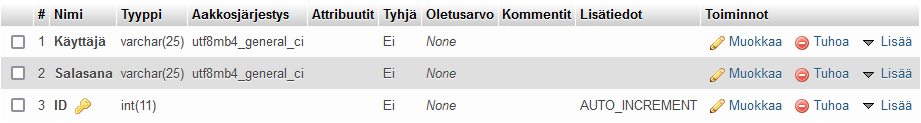 # Nimi Tyyppi Aakkosjärjestys Attribuutit Tyhjä Oletusarvo Kommentit Lisätiedot Toiminnot
1 Käyttäjä varchar(25) utf8mb4_general_ci Ei None Muokkaa Tuhoa Lisää
2 Salasana varchar(25) utf8mb4_general_ci Ei None Muokkaa Tuhoa Lisää
3 ID int(11) Ei None AUTO_INCREMENT Muokkaa Tuhoa Lisää